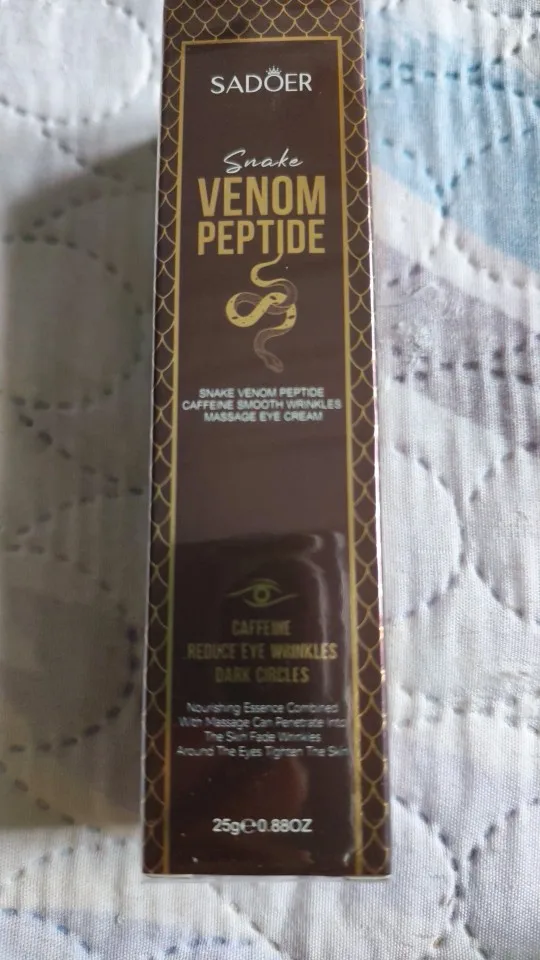 SADOER
Snake
VENOM
PEPTIDE
SNAKE VENOM PEPTIDE
CAFFEINE SMOOTH WRINKLES
MASSAGE EYE CREAM
CAFFEINE
REDUCE EYE WRINKLES
DARK CIRCLES
Nourishing Essence Combined
With Massage Can Penetrate Into
The Skin Fade Wrinkles
Around The Eyes Tighten The Skin
25g℮0.88OZ